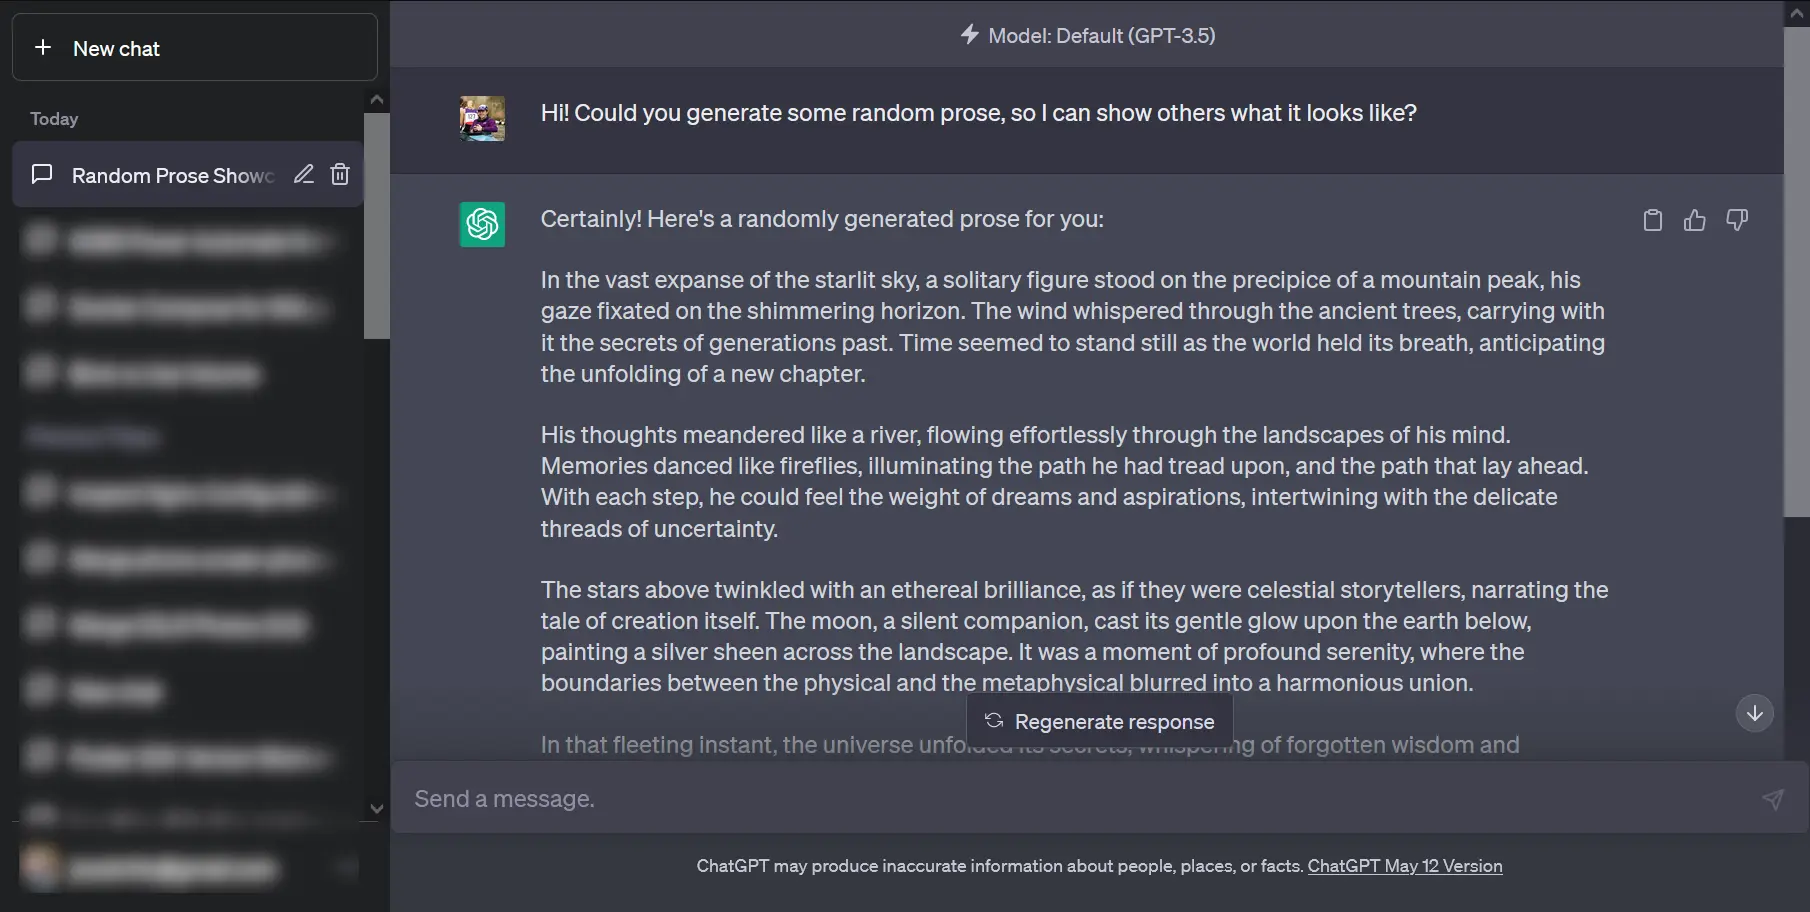 New chat
Today
Random Prose Showc
Model: Default (GPT-3.5)
Hi! Could you generate some random prose, so I can show others what it looks like?
Certainly! Here's a randomly generated prose for you:
In the vast expanse of the starlit sky, a solitary figure stood on the precipice of a mountain peak, his
gaze fixated on the shimmering horizon. The wind whispered through the ancient trees, carrying with
it the secrets of generations past. Time seemed to stand still as the world held its breath, anticipating
the unfolding of a new chapter.
His thoughts meandered like a river, flowing effortlessly through the landscapes of his mind.
Memories danced like fireflies, illuminating the path he had tread upon, and the path that lay ahead.
With each step, he could feel the weight of dreams and aspirations, intertwining with the delicate
threads of uncertainty.
The stars above twinkled with an ethereal brilliance, as if they were celestial storytellers, narrating the
tale of creation itself. The moon, a silent companion, cast its gentle glow upon the earth below,
painting a silver sheen across the landscape. It was a moment of profound serenity, where the
boundaries between the physical and the metaphysical blurred into a harmonious union.
Regenerate response
In that fleeting instant, the universe unfolded its secrets, whispering of forgotten wisdom and
Send a message.
ChatGPT may produce inaccurate information about people, places, or facts. ChatGPT May 12 Version